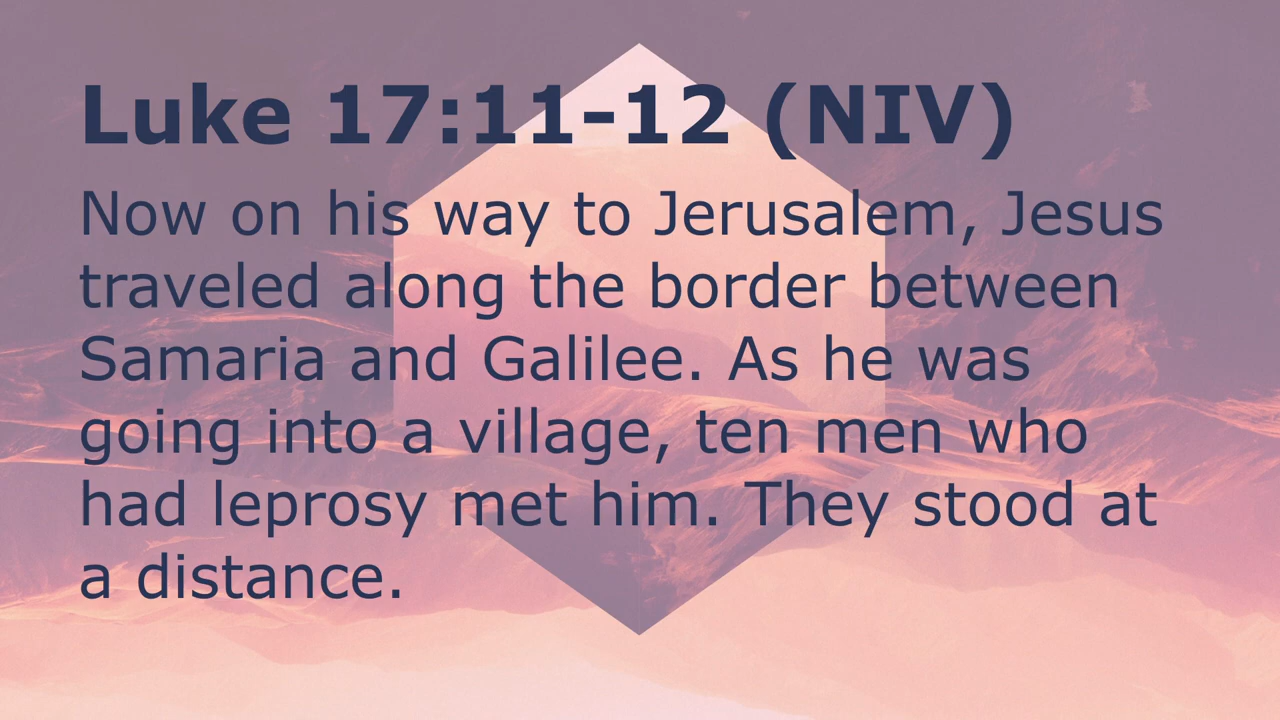 Luke 17:11-12 (NIV)
Now on his way to Jerusalem, Jesus
traveled along the border between
Samaria and Galilee. As he was
going into a village, ten men who
had leprosy met him. They stood at
a distance.